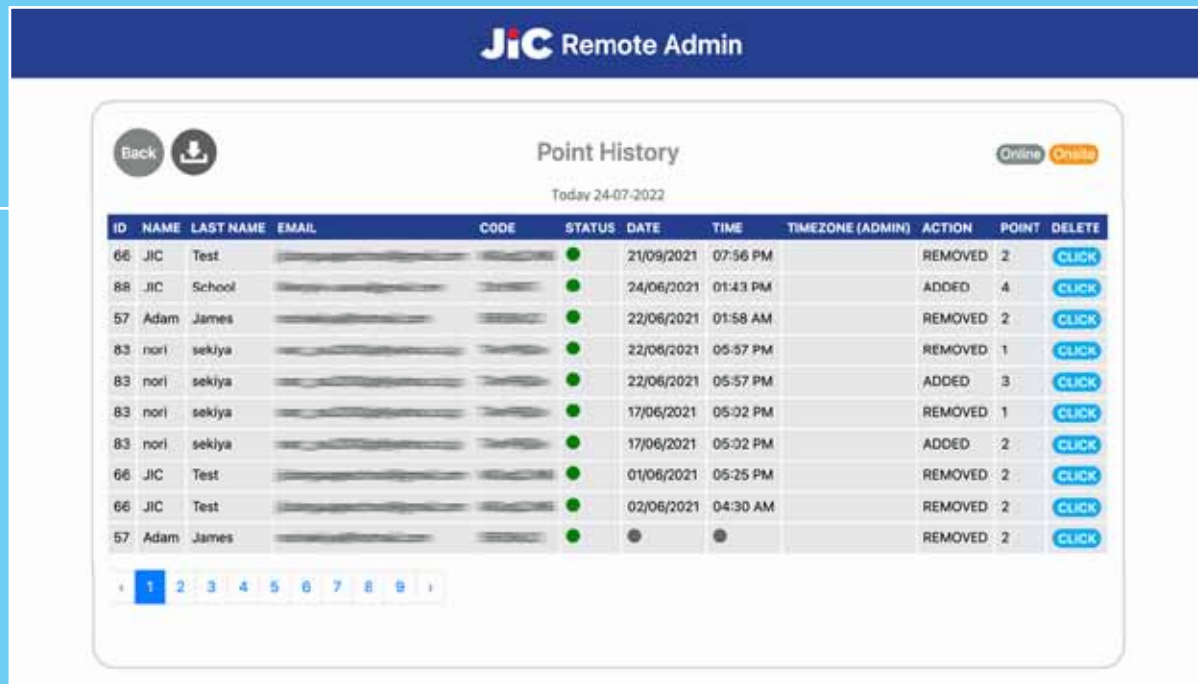 JiC Remote Admin
Back
Point History
Online Onsite
Today 24-07-2022
ID NAME LAST NAME EMAIL CODE STATUS DATE TIME TIMEZONE (ADMIN) ACTION POINT DELETE
66 JIC Test 21/09/2021 07:56 PM REMOVED 2 CLICK
88 JIC School 24/06/2021 01:43 PM ADDED 4 CLICK
57 Adam James 22/06/2021 01:58 AM REMOVED 2 CLICK
83 nori sekiya 22/06/2021 05:57 PM REMOVED 1 CLICK
83 nori sekiya 22/06/2021 05:57 PM ADDED 3 CLICK
83 nori sekiya 17/06/2021 05:02 PM REMOVED 1 CLICK
83 nori sekiya 17/06/2021 05:02 PM ADDED 2 CLICK
66 JIC Test 01/06/2021 05:25 PM REMOVED 2 CLICK
66 JIC Test 02/06/2021 04:30 AM REMOVED 2 CLICK
57 Adam James REMOVED 2 CLICK
‹ 1 2 3 4 5 6 7 8 9 ›